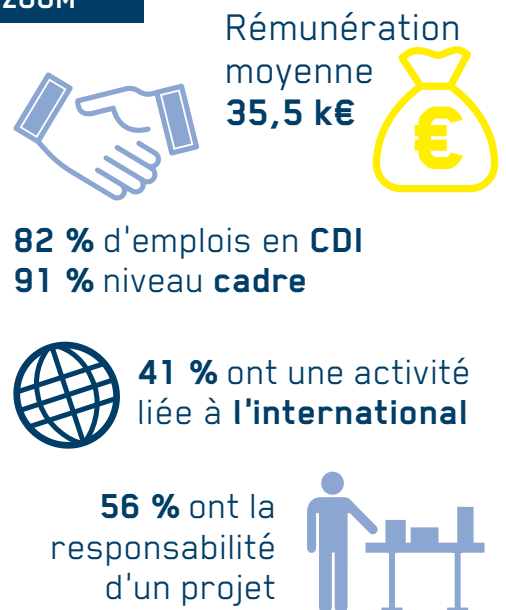 ZOOM
Rémunération
moyenne
35,5 k€
€
82 % d'emplois en CDI
91 % niveau cadre
41 % ont une activité
liée à l'international
56 % ont la
responsabilité
d'un projet